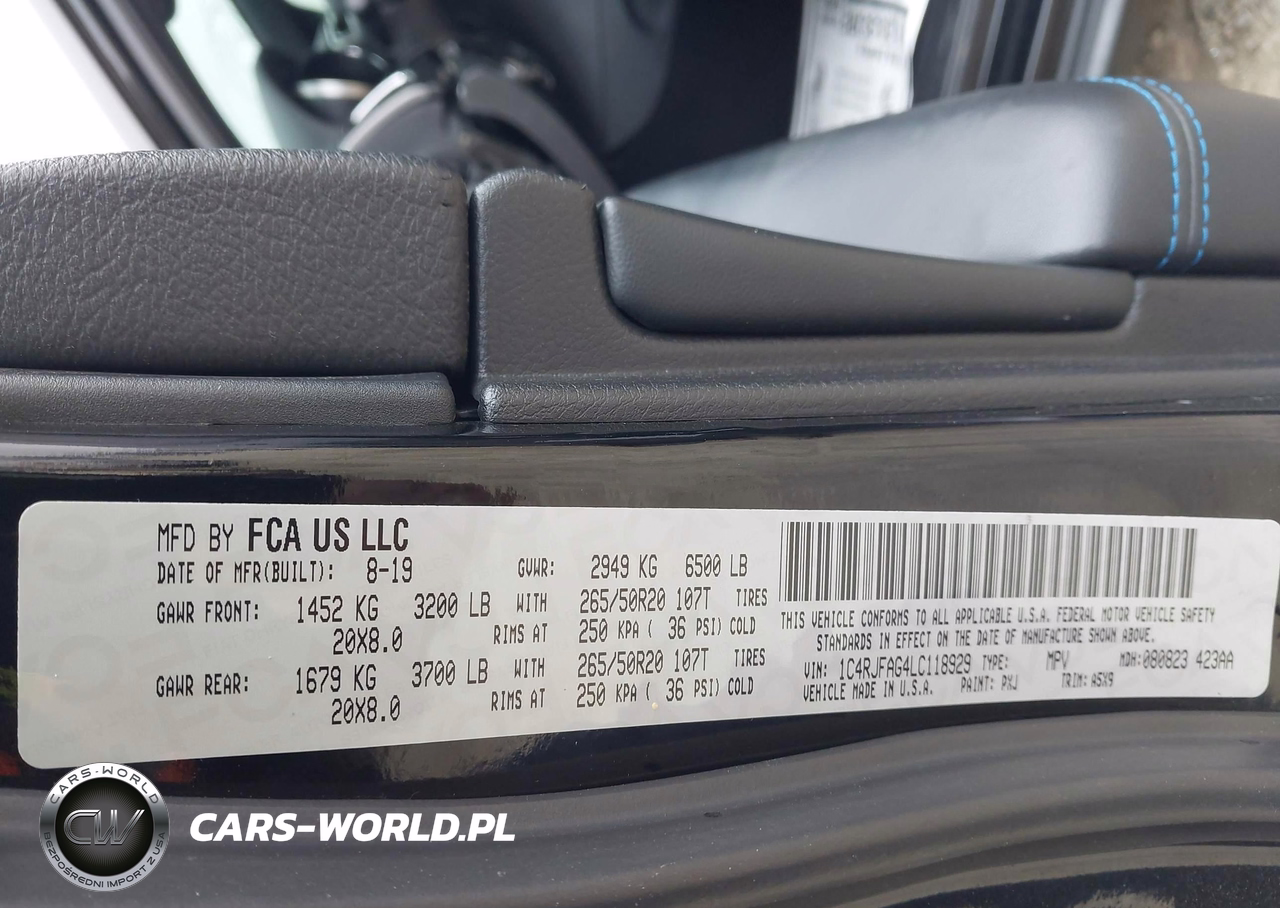 MFD BY FCA US LLC
DATE OF MFR(BUILT): 8-19 GVWR: 2949 KG 6500 LB
GAWR FRONT: 1452 KG 3200 LB WITH 265/50R20 107T TIRES
20X8.0 RIMS AT 250 KPA ( 36 PSI) COLD
GAWR REAR: 1679 KG 3700 LB WITH 265/50R20 107T TIRES
20X8.0 RIMS AT 250 KPA ( 36 PSI) COLD
THIS VEHICLE CONFORMS TO ALL APPLICABLE U.S.A. FEDERAL MOTOR VEHICLE SAFETY
STANDARDS IN EFFECT ON THE DATE OF MANUFACTURE SHOWN ABOVE.
VIN: 1C4RJFAG4LC118929 TYPE: MPV MDH:080823 423AA
VEHICLE MADE IN U.S.A. PAINT: PXJ TRIM: A5X9
CARS-WORLD
CW
BEZPOŚREDNI IMPORT Z USA
CARS-WORLD.PL